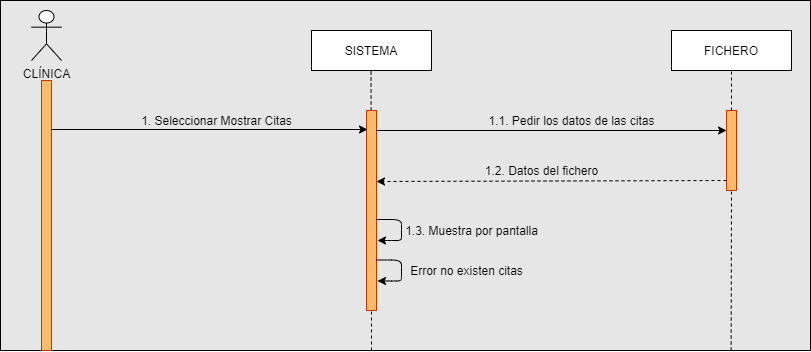 CLÍNICA
SISTEMA
FICHERO
1. Seleccionar Mostrar Citas
1.1. Pedir los datos de las citas
1.2. Datos del fichero
1.3. Muestra por pantalla
Error no existen citas